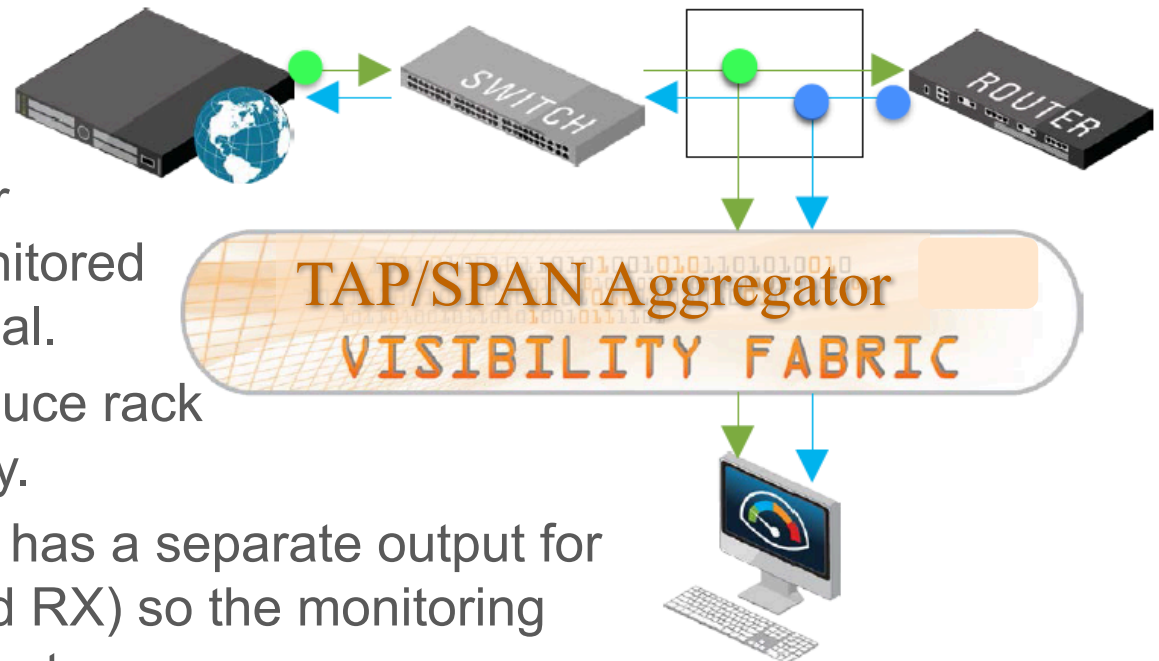 SWITCH
ROUTER
nitored
al.
TAP/SPAN Aggregator
VISIBILITY FABRIC
uce rack
y.
has a separate output for
d RX) so the monitoring